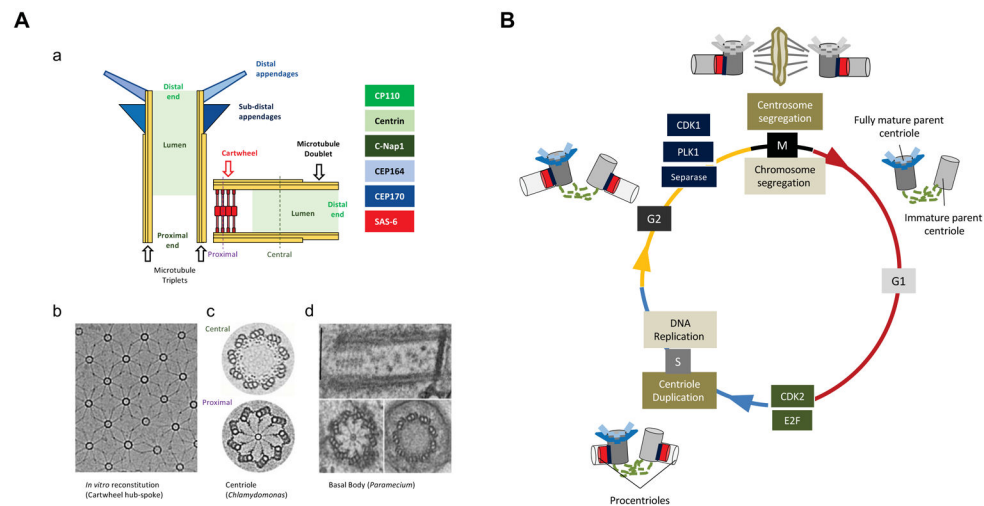 A
a
Distal
appendages
Distal
end
Sub-distal
appendages
Lumen
Cartwheel
Microtubule
Doublet
Lumen
Distal
end
Proximal
end
Proximal
Central
Microtubule
Triplets
CP110
Centrin
C-Nap1
CEP164
CEP170
SAS-6
b
In vitro reconstitution
(Cartwheel hub-spoke)
c
Central
Proximal
Centriole
(Chlamydomonas)
d
Basal Body (Paramecium)
B
Centrosome
segregation
M
Chromosome
segregation
Fully mature parent
centriole
Immature parent
centriole
G1
CDK2
E2F
DNA
Replication
S
Centriole
Duplication
Procentrioles
G2
CDK1
PLK1
Separase